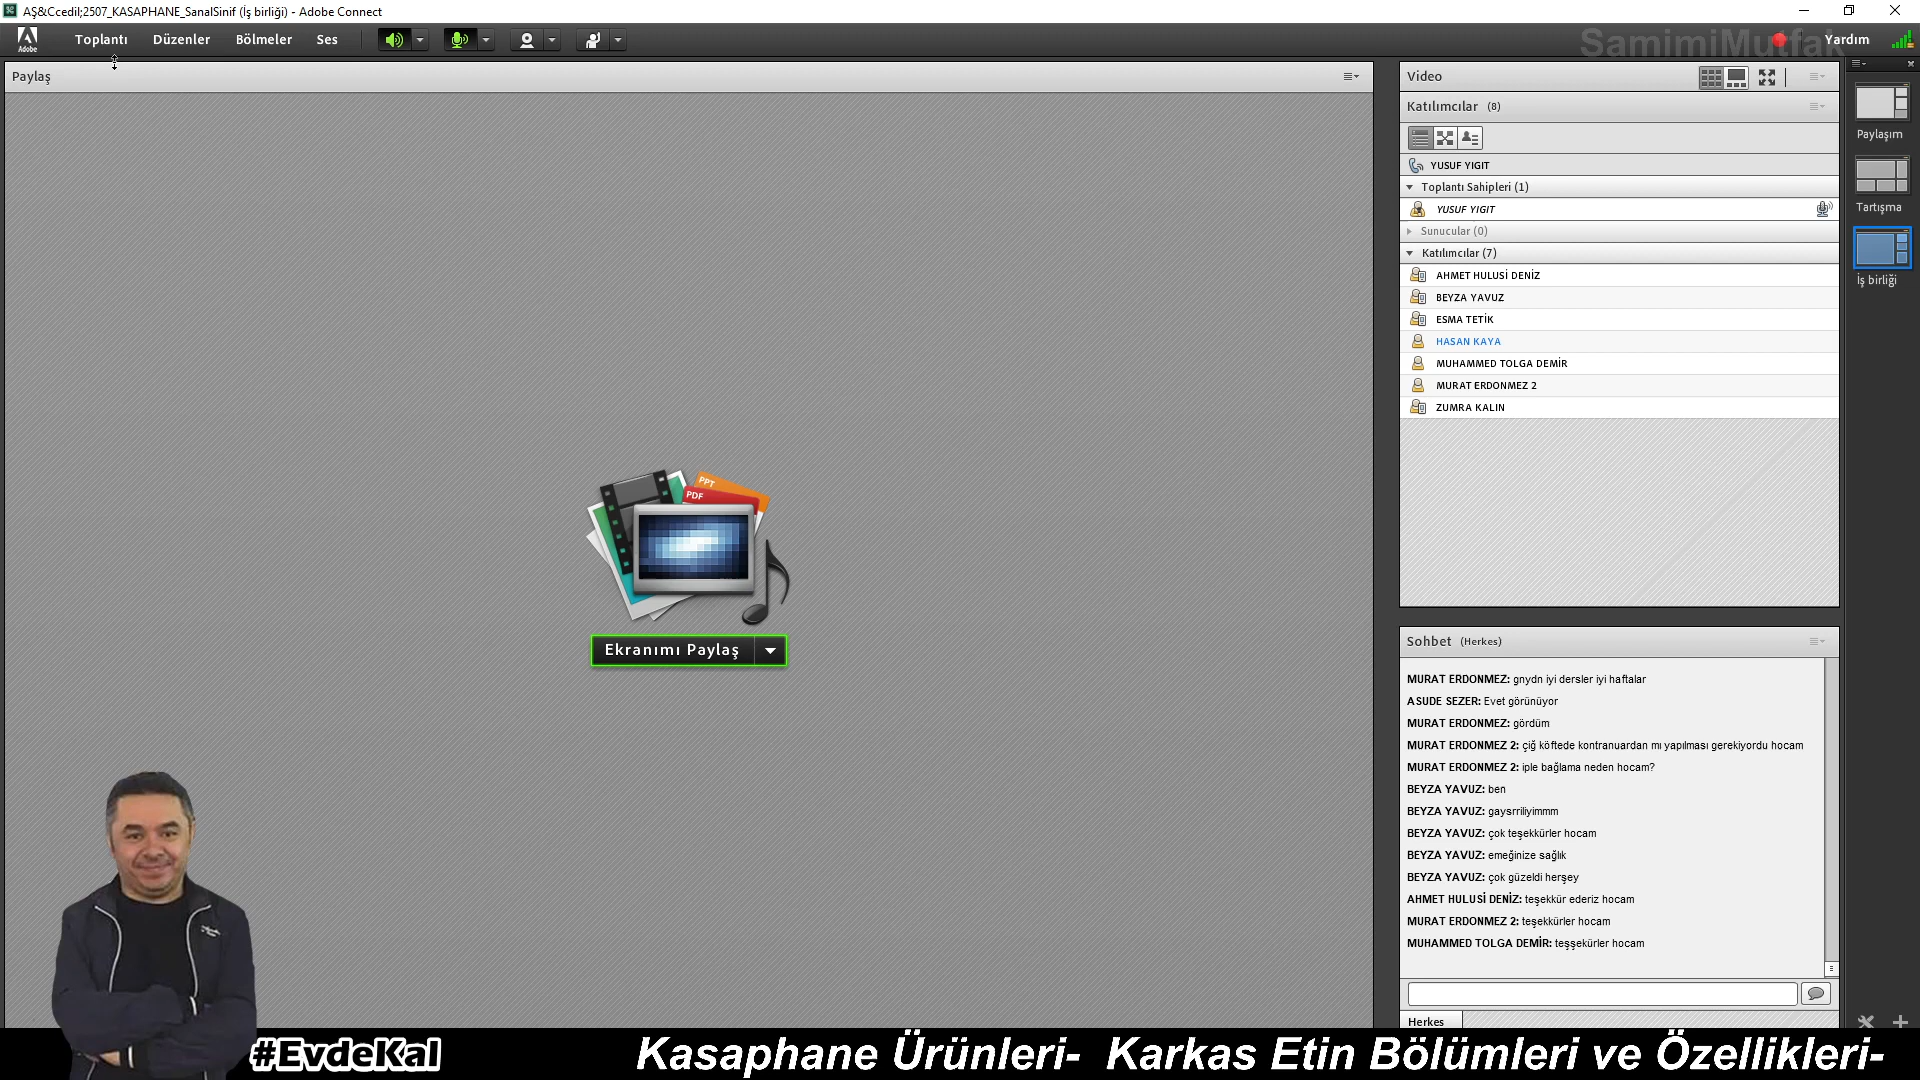 AŞ&Ccedil;2507_KASAPHANE_SanalSinif (İş birliği) - Adobe Connect
Adobe
Toplantı
Düzenler
Bölmeler
Ses
SamimiMutfak
Yardım
Paylaş
PPT
PDF
Ekranımı Paylaş
Video
Katılımcılar (8)
YUSUF YIGIT
Toplantı Sahipleri (1)
YUSUF YIGIT
Sunucular (0)
Katılımcılar (7)
AHMET HULUSİ DENİZ
BEYZA YAVUZ
ESMA TETİK
HASAN KAYA
MUHAMMED TOLGA DEMİR
MURAT ERDONMEZ 2
ZUMRA KALIN
Paylaşım
Tartışma
İş birliği
Sohbet (Herkes)
MURAT ERDONMEZ: gnydn iyi dersler iyi haftalar
ASUDE SEZER: Evet görünüyor
MURAT ERDONMEZ: gördüm
MURAT ERDONMEZ 2: çiğ köftede kontranuardan mı yapılması gerekiyordu hocam
MURAT ERDONMEZ 2: iple bağlama neden hocam?
BEYZA YAVUZ: ben
BEYZA YAVUZ: gaysrriliyimmm
BEYZA YAVUZ: çok teşekkürler hocam
BEYZA YAVUZ: emeğinize sağlık
BEYZA YAVUZ: çok güzeldi herşey
AHMET HULUSİ DENİZ: teşekkür ederiz hocam
MURAT ERDONMEZ 2: teşekkürler hocam
MUHAMMED TOLGA DEMİR: teşşekürler hocam
Herkes
#EvdeKal
Kasaphane Ürünleri- Karkas Etin Bölümleri ve Özellikleri-